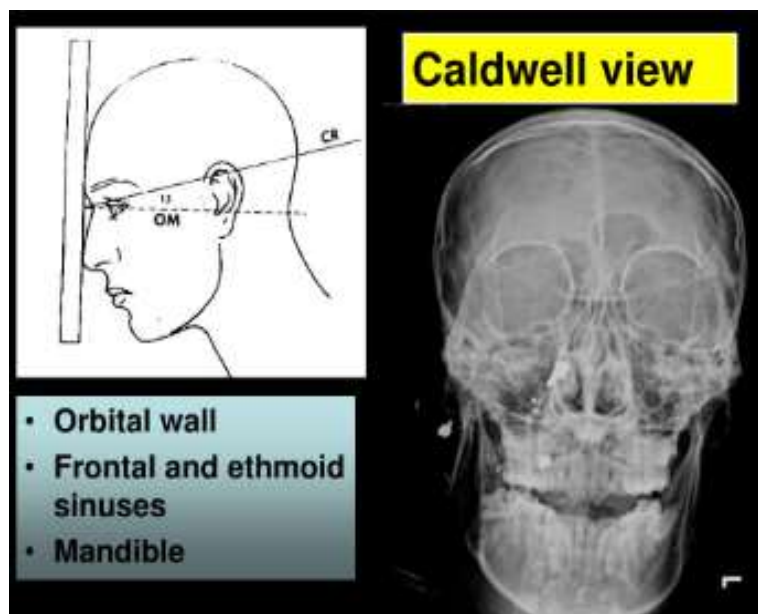 Caldwell view
CR
15
OM
• Orbital wall
• Frontal and ethmoid
sinuses
• Mandible
L